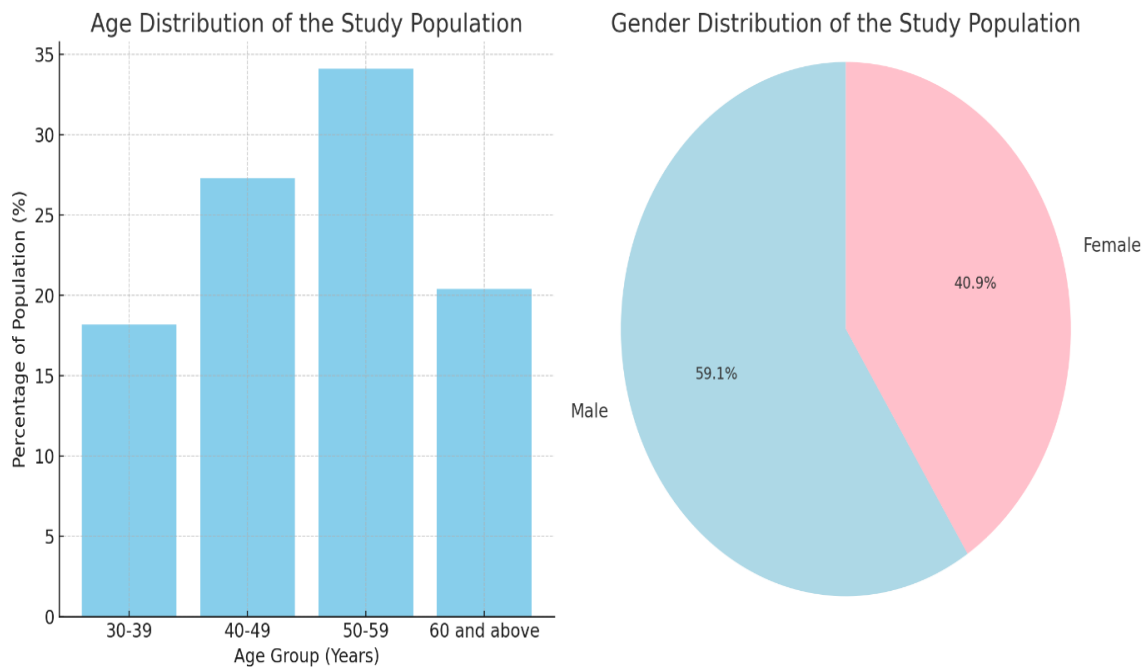 Age Distribution of the Study Population
Percentage of Population (%)
35
30
25
20
15
10
5
0
30-39 40-49 50-59 60 and above
Age Group (Years)
Gender Distribution of the Study Population
Female
40.9%
59.1%
Male